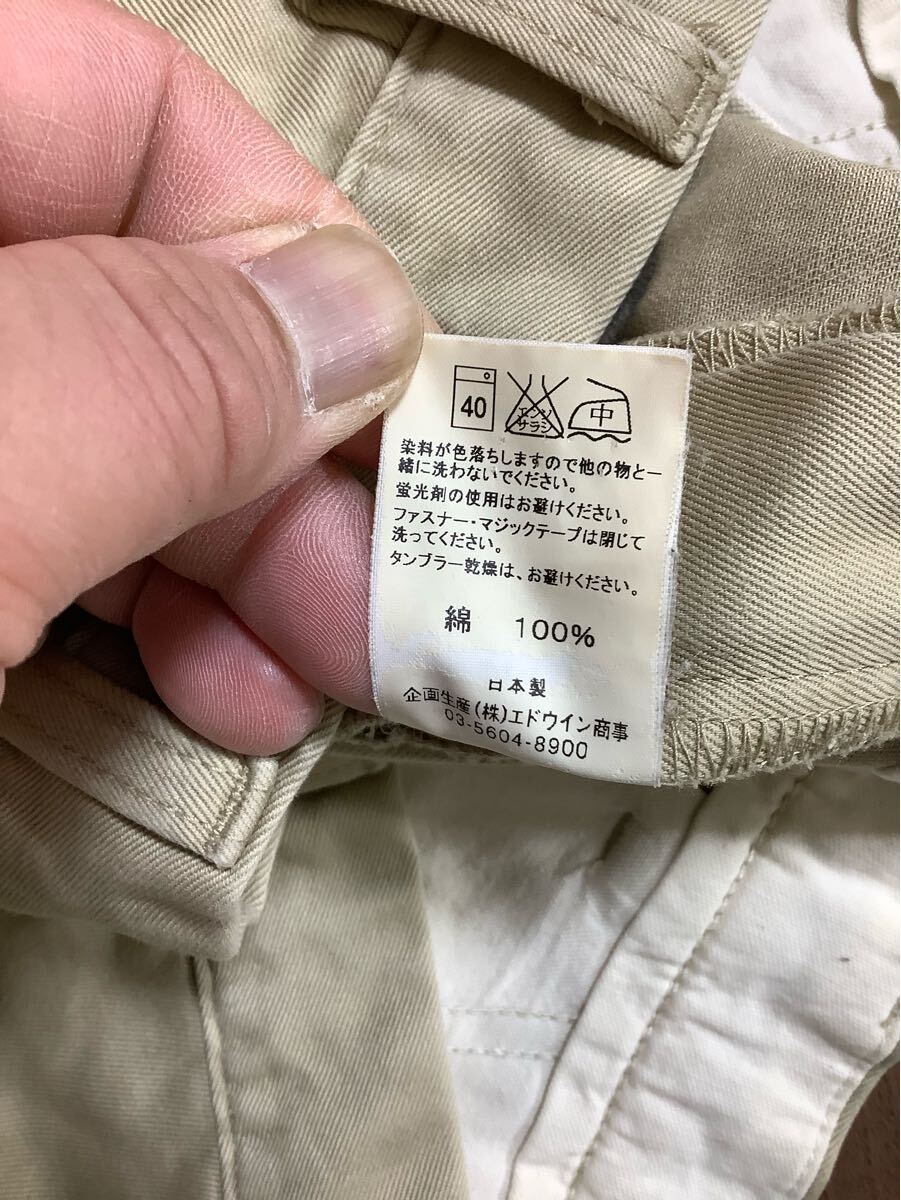 40
エンソ
サラシ
中
染料が色落ちしますので他の物と一
緒に洗わないでください。
蛍光剤の使用はお避けください。
ファスナー・マジックテープは閉じて
洗ってください。
タンブラー乾燥は、お避けください。
綿 100%
日本製
企画生産(株)エドウイン商事
03-5604-8900